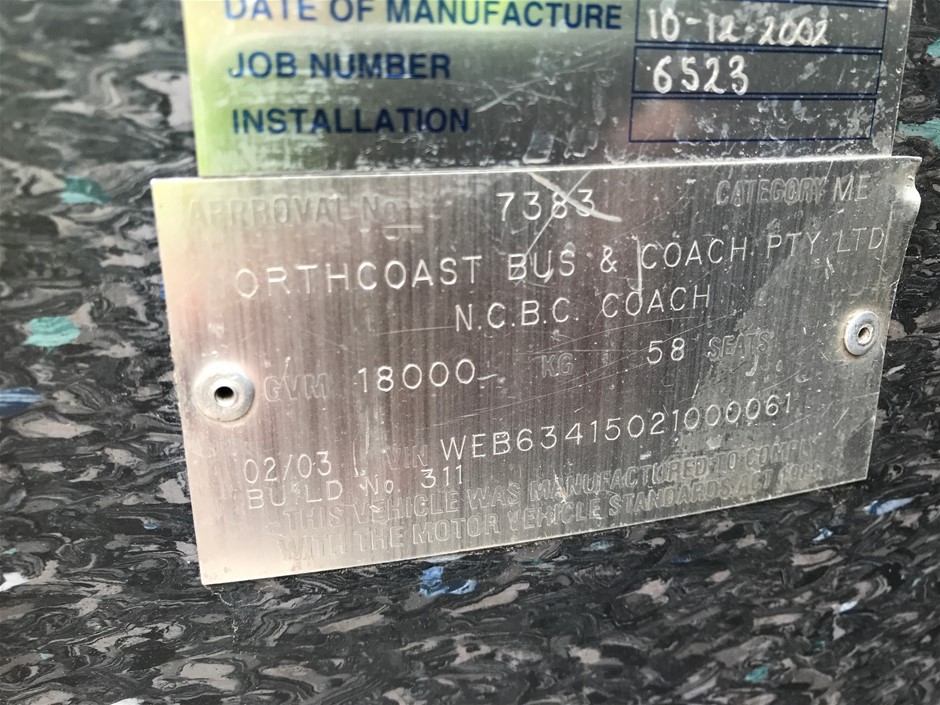 DATE OF MANUFACTURE 10-12-2002
JOB NUMBER 6523
INSTALLATION
APRROVAL No. 7383 CATEGORY ME
ORTHCOAST BUS & COACH PTY LTD
N.C.B.C. COACH
GVM 18000 KG 58 SEATS
02/03 VIN WEB63415021000061
BUILD No 311
THIS VEHICLE WAS MANUFACTURED TO COMPLY
WITH THE MOTOR VEHICLE STANDARDS ACT